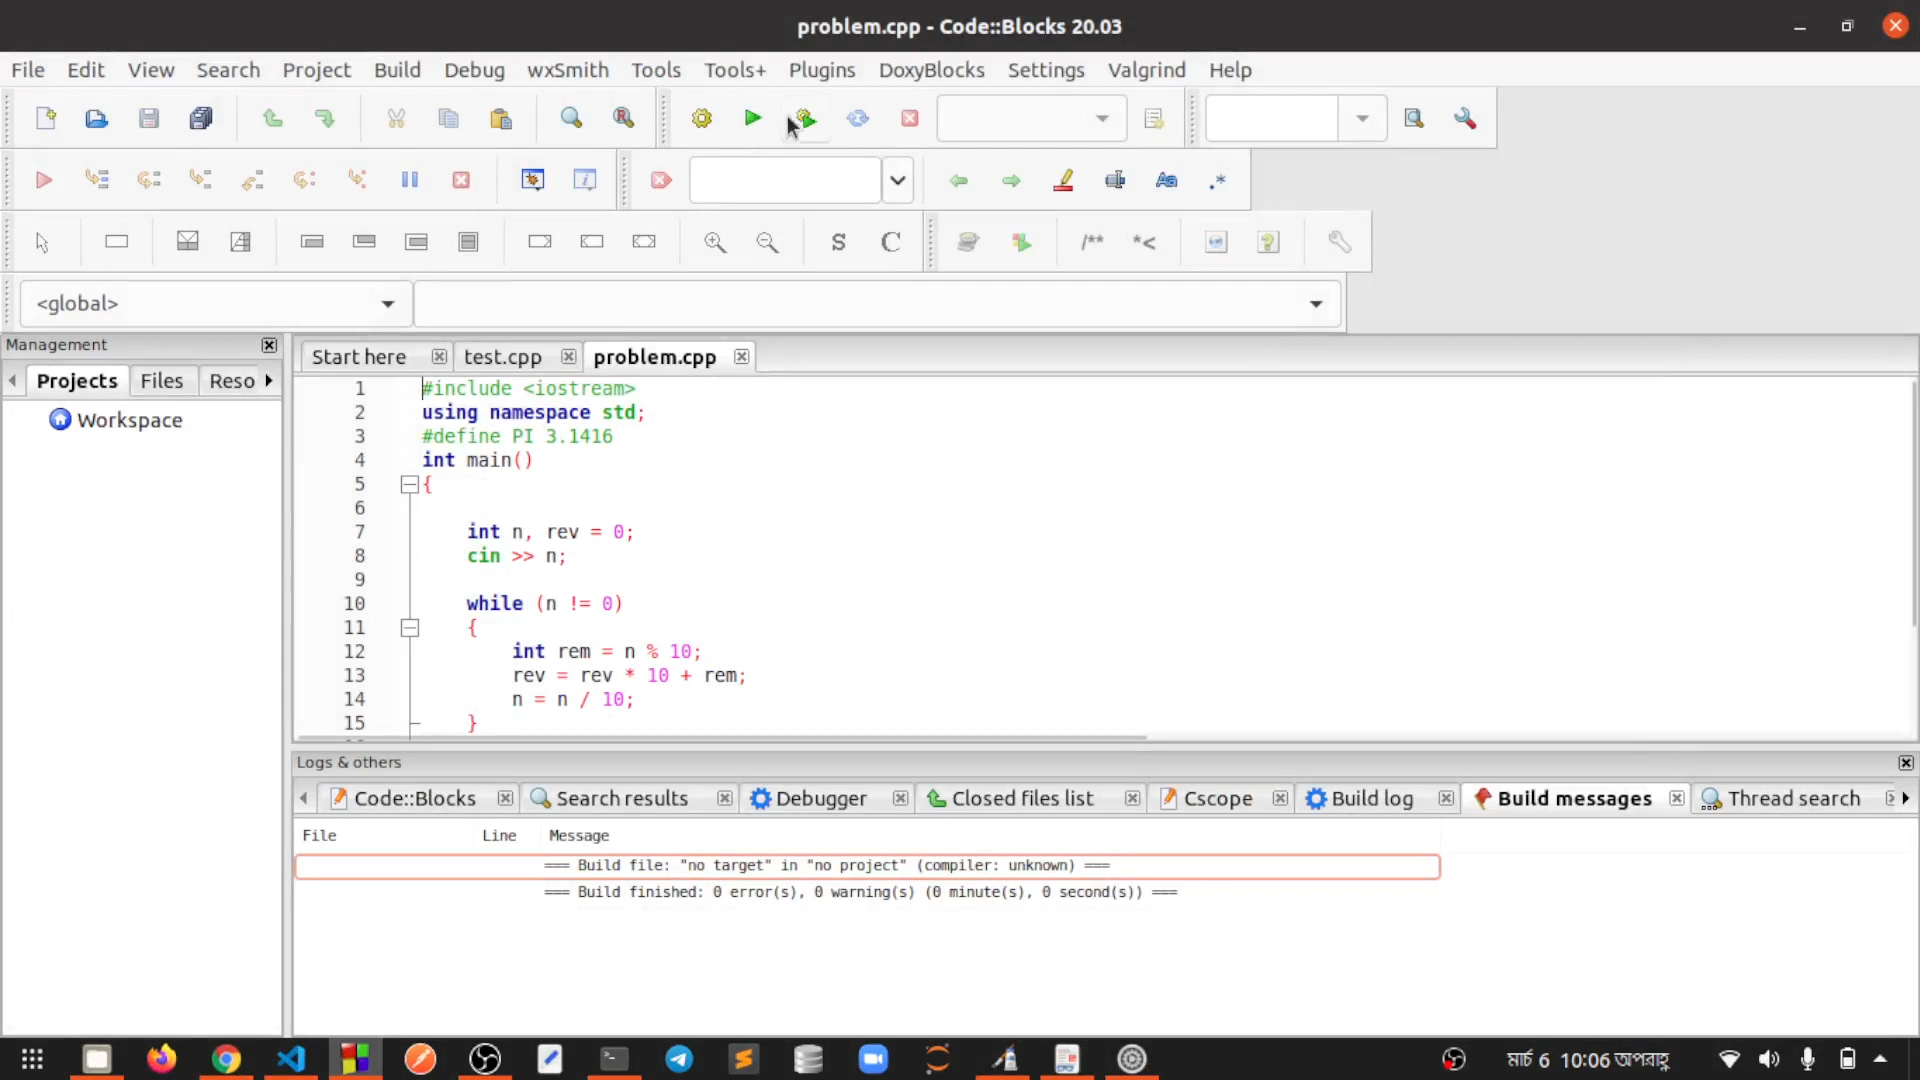 problem.cpp - Code::Blocks 20.03
File Edit View Search Project Build Debug wxSmith Tools Tools+ Plugins DoxyBlocks Settings Valgrind Help
S C /** *<
<global>
Management
Projects Files Reso
Workspace
Start here test.cpp problem.cpp
1 #include <iostream>
2 using namespace std;
3 #define PI 3.1416
4 int main()
5 {
6
7 int n, rev = 0;
8 cin >> n;
9
10 while (n != 0)
11 {
12 int rem = n % 10;
13 rev = rev * 10 + rem;
14 n = n / 10;
15 }
Logs & others
Code::Blocks Search results Debugger Closed files list Cscope Build log Build messages Thread search
File Line Message
=== Build file: "no target" in "no project" (compiler: unknown) ===
=== Build finished: 0 error(s), 0 warning(s) (0 minute(s), 0 second(s)) ===
মার্চ 6 10:06 অপরাহ্ণ